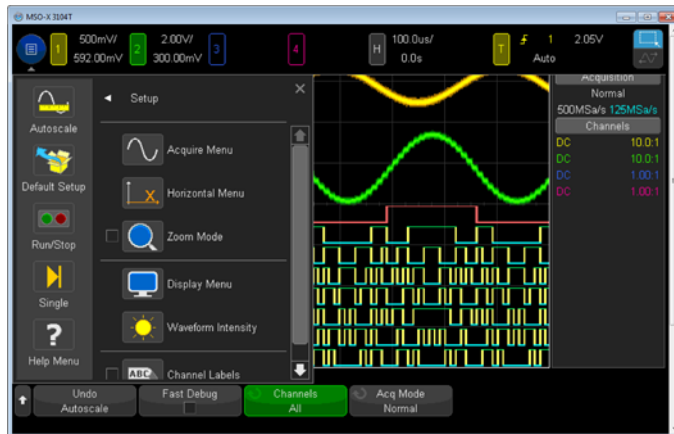 MSO-X 3104T
1
500mV/
592.00mV
2
2.00V/
300.00mV
3
4
H
100.0us/
0.0s
T
1
2.05V
Auto
Setup
Autoscale
Default Setup
Run/Stop
Single
?
Help Menu
Acquire Menu
X
Horizontal Menu
Zoom Mode
Display Menu
Waveform Intensity
ABC
Channel Labels
Acquisition
Normal
500MSa/s 125MSa/s
Channels
DC 10.0:1
DC 10.0:1
DC 1.00:1
DC 1.00:1
Undo
Autoscale
Fast Debug
Channels
All
Acq Mode
Normal